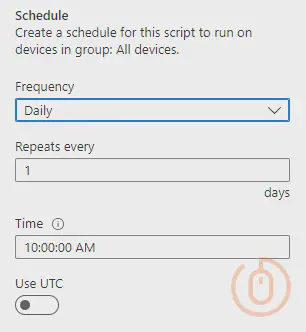 Schedule
Create a schedule for this script to run on
devices in group: All devices.
Frequency
Daily
Repeats every
1
days
Time
10:00:00 AM
Use UTC